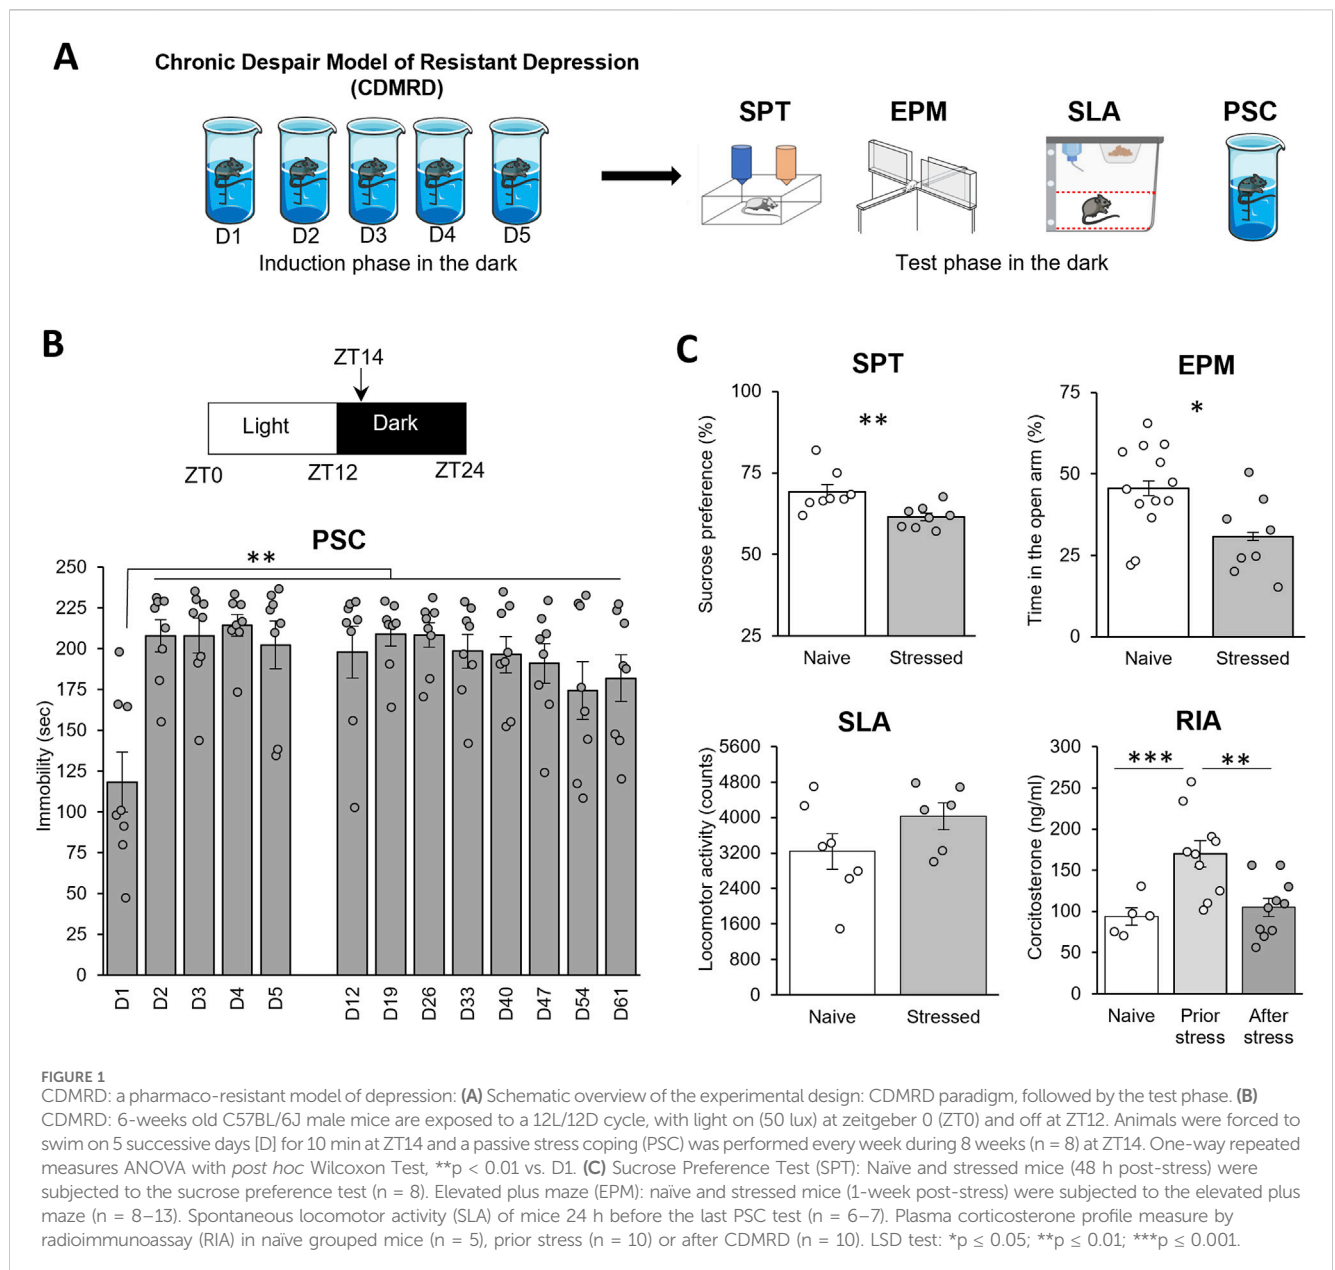 A
Chronic Despair Model of Resistant Depression
(CDMRD)
SPT EPM SLA PSC
D1 D2 D3 D4 D5
Induction phase in the dark
Test phase in the dark
B
ZT14
Light Dark
ZT0 ZT12 ZT24
PSC
**
Immobility (sec)
250
225
200
175
150
125
100
75
50
25
0
D1 D2 D3 D4 D5 D12 D19 D26 D33 D40 D47 D54 D61
C
SPT
**
Sucrose preference (%)
100
75
50
25
Naive Stressed
EPM
*
Time in the open arm (%)
75
50
25
0
Naive Stressed
SLA
Locomotor activity (counts)
5600
4800
4000
3200
2400
1600
800
0
Naive Stressed
RIA
*** **
Corcitosterone (ng/ml)
300
250
200
150
100
50
0
Naive Prior stress After stress
FIGURE 1
CDMRD: a pharmaco-resistant model of depression: (A) Schematic overview of the experimental design: CDMRD paradigm, followed by the test phase. (B)
CDMRD: 6-weeks old C57BL/6J male mice are exposed to a 12L/12D cycle, with light on (50 lux) at zeitgeber 0 (ZT0) and off at ZT12. Animals were forced to
swim on 5 successive days [D] for 10 min at ZT14 and a passive stress coping (PSC) was performed every week during 8 weeks (n = 8) at ZT14. One-way repeated
measures ANOVA with post hoc Wilcoxon Test, **p < 0.01 vs. D1. (C) Sucrose Preference Test (SPT): Naïve and stressed mice (48 h post-stress) were
subjected to the sucrose preference test (n = 8). Elevated plus maze (EPM): naïve and stressed mice (1-week post-stress) were subjected to the elevated plus
maze (n = 8–13). Spontaneous locomotor activity (SLA) of mice 24 h before the last PSC test (n = 6–7). Plasma corticosterone profile measure by
radioimmunoassay (RIA) in naïve grouped mice (n = 5), prior stress (n = 10) or after CDMRD (n = 10). LSD test: *p ≤ 0.05; **p ≤ 0.01; ***p ≤ 0.001.